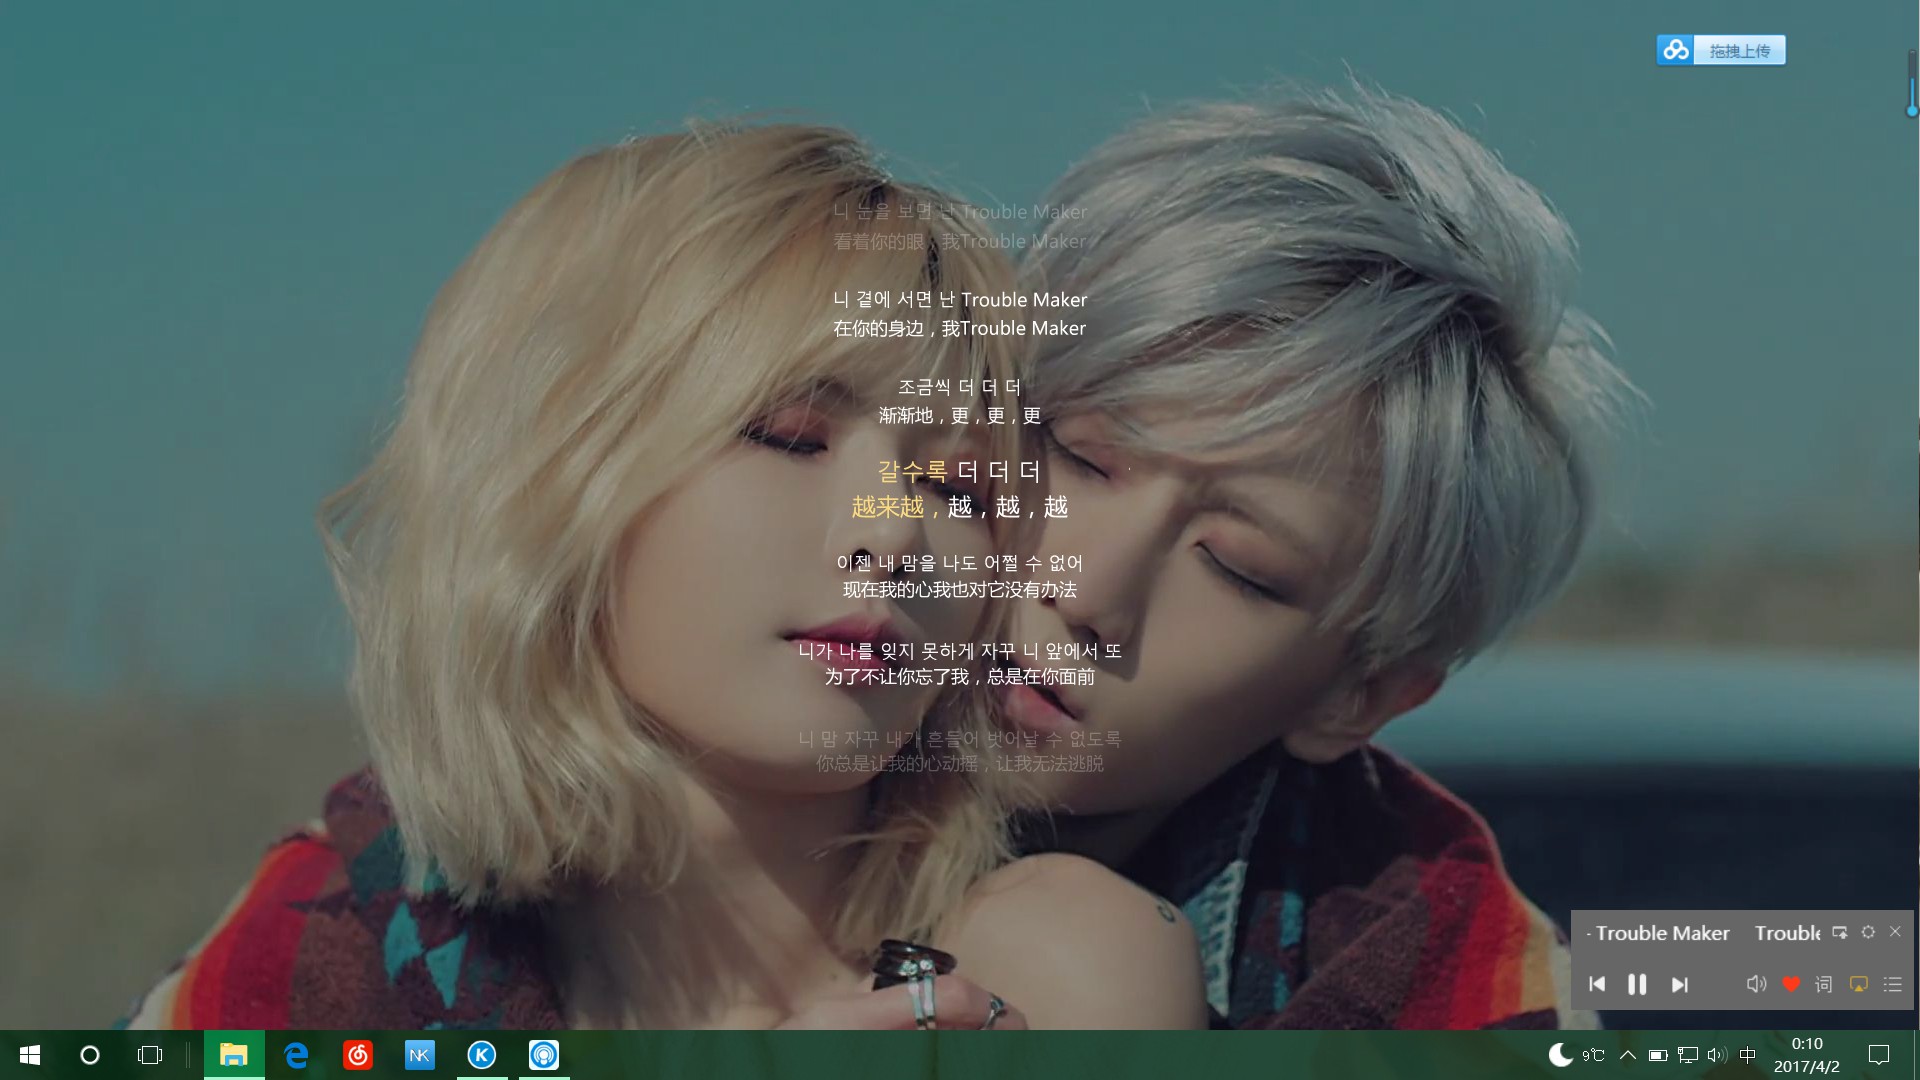 拖拽上传
니 눈을 보면 난 Trouble Maker
看着你的眼，我Trouble Maker
니 곁에 서면 난 Trouble Maker
在你的身边，我Trouble Maker
조금씩 더 더 더
渐渐地，更，更，更
갈수록 더 더 더
越来越，越，越，越
이젠 내 맘을 나도 어쩔 수 없어
现在我的心我也对它没有办法
니가 나를 잊지 못하게 자꾸 니 앞에서 또
为了不让你忘了我，总是在你面前
니 맘 자꾸 내가 흔들어 벗어날 수 없도록
你总是让我的心动摇，让我无法逃脱
- Trouble Maker Trouble
词
NK
K
9℃
中
0:10
2017/4/2